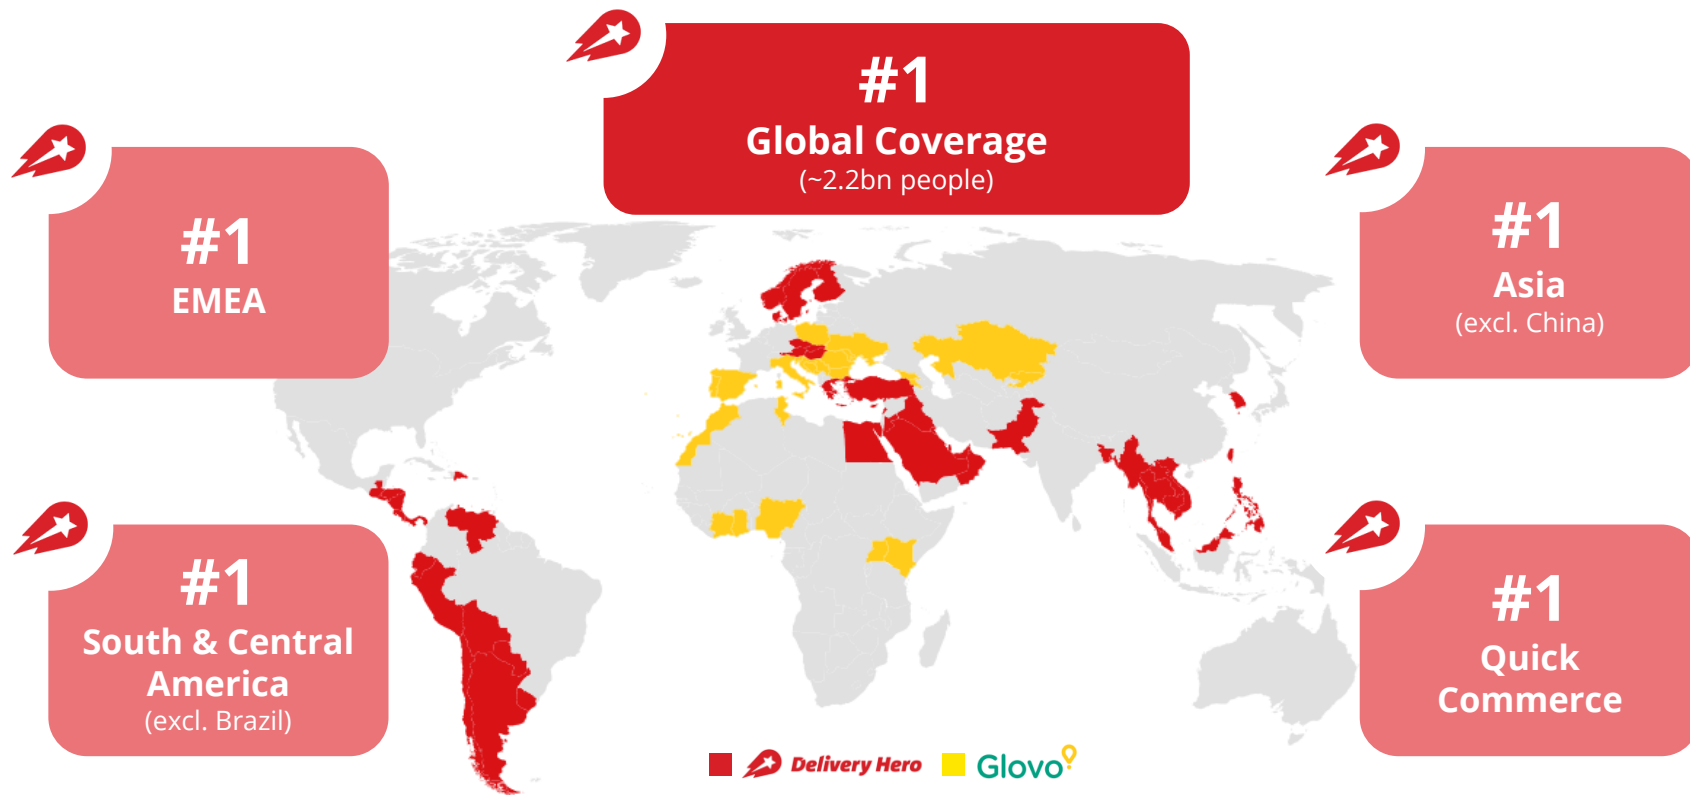 #1
Global Coverage
(~2.2bn people)
#1
EMEA
#1
Asia
(excl. China)
#1
South & Central
America
(excl. Brazil)
#1
Quick
Commerce
Delivery Hero
Glovo